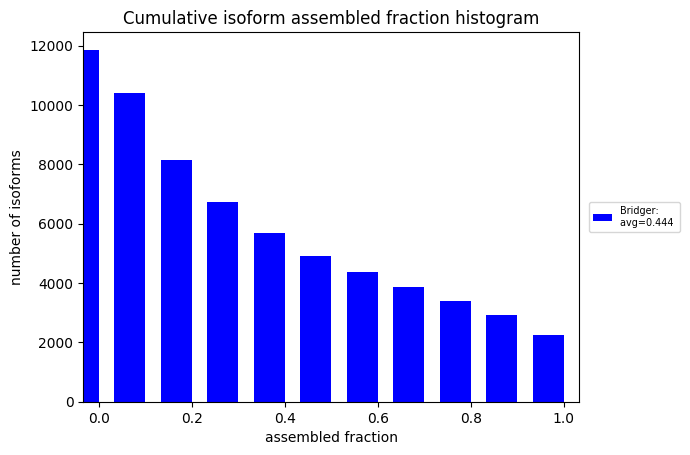 Cumulative isoform assembled fraction histogram
number of isoforms
12000
10000
8000
6000
4000
2000
0
0.0 0.2 0.4 0.6 0.8 1.0
assembled fraction
Bridger:
avg=0.444